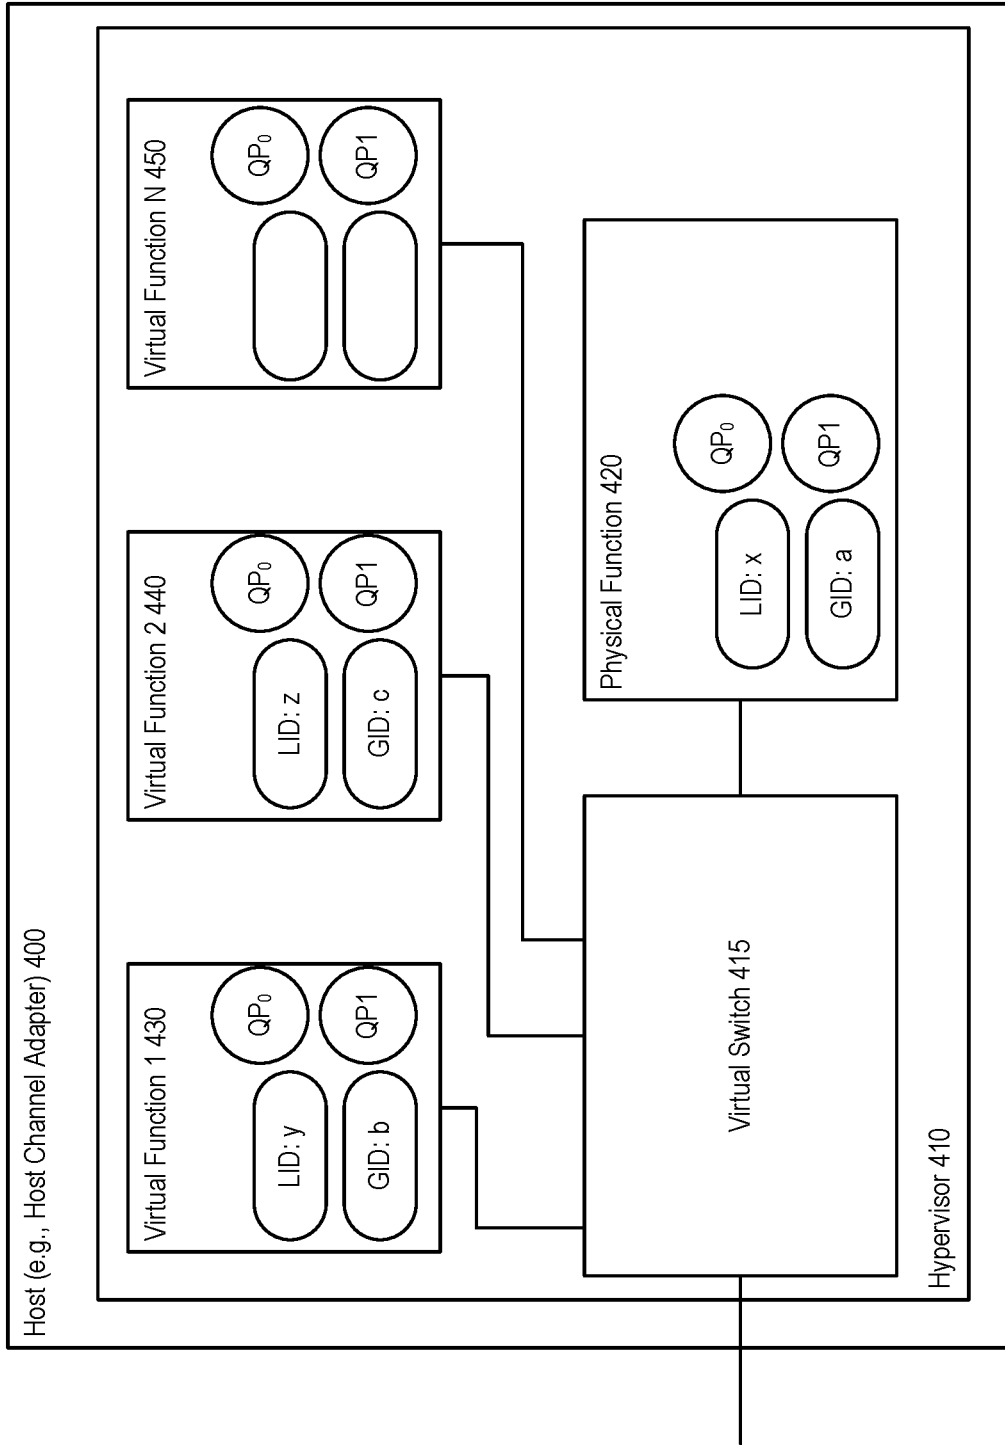 Host (e.g., Host Channel Adapter) 400
Virtual Function 1 430
LID: y
QP₀
GID: b
QP1
Virtual Function 2 440
LID: z
QP₀
GID: c
QP1
Virtual Function N 450
QP₀
QP1
Virtual Switch 415
Physical Function 420
LID: x
QP₀
GID: a
QP1
Hypervisor 410